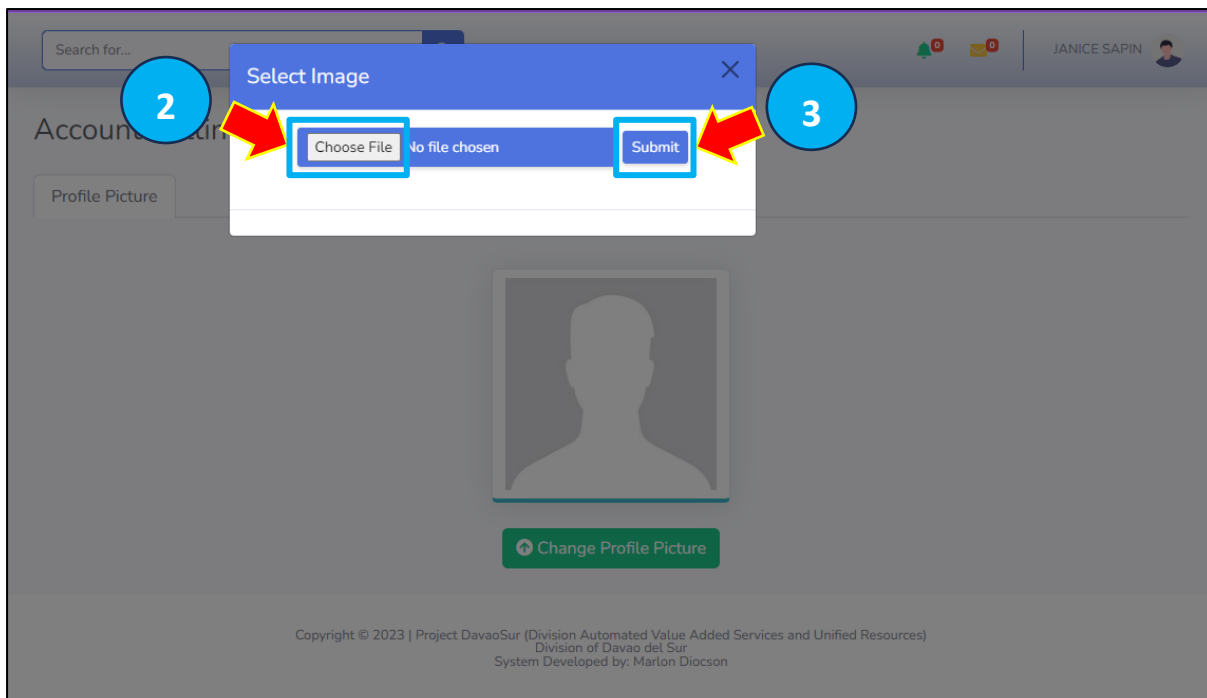 Search for...
0
0
JANICE SAPIN
Select Image
2
3
Choose File
No file chosen
Submit
Profile Picture
Change Profile Picture
Copyright © 2023 | Project DavaoSur (Division Automated Value Added Services and Unified Resources)
Division of Davao del Sur
System Developed by: Marlon Diocson